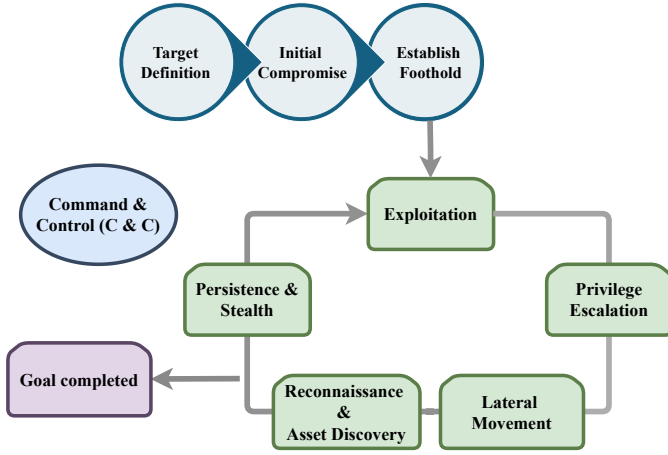 Target
Definition
Initial
Compromise
Establish
Foothold
Command &
Control (C & C)
Exploitation
Persistence &
Stealth
Privilege
Escalation
Goal completed
Reconnaissance
&
Asset Discovery
Lateral
Movement